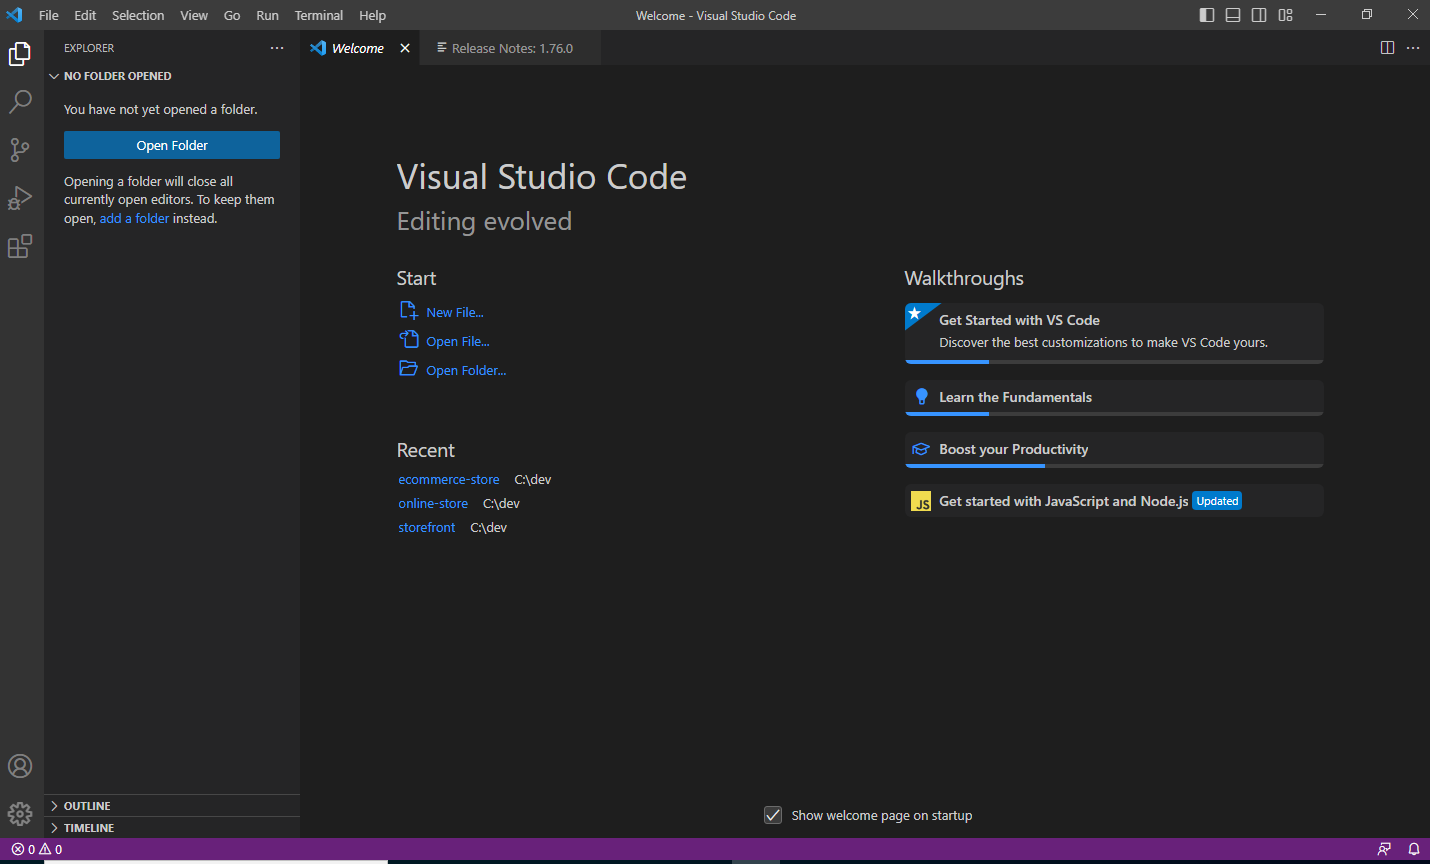 File Edit Selection View Go Run Terminal Help
Welcome - Visual Studio Code
EXPLORER
Welcome
Release Notes: 1.76.0
NO FOLDER OPENED
You have not yet opened a folder.
Open Folder
Opening a folder will close all
currently open editors. To keep them
open, add a folder instead.
Visual Studio Code
Editing evolved
Start
New File...
Open File...
Open Folder...
Recent
ecommerce-store C:\dev
online-store C:\dev
storefront C:\dev
Walkthroughs
Get Started with VS Code
Discover the best customizations to make VS Code yours.
Learn the Fundamentals
Boost your Productivity
JS Get started with JavaScript and Node.js Updated
Show welcome page on startup
OUTLINE
TIMELINE
0 0